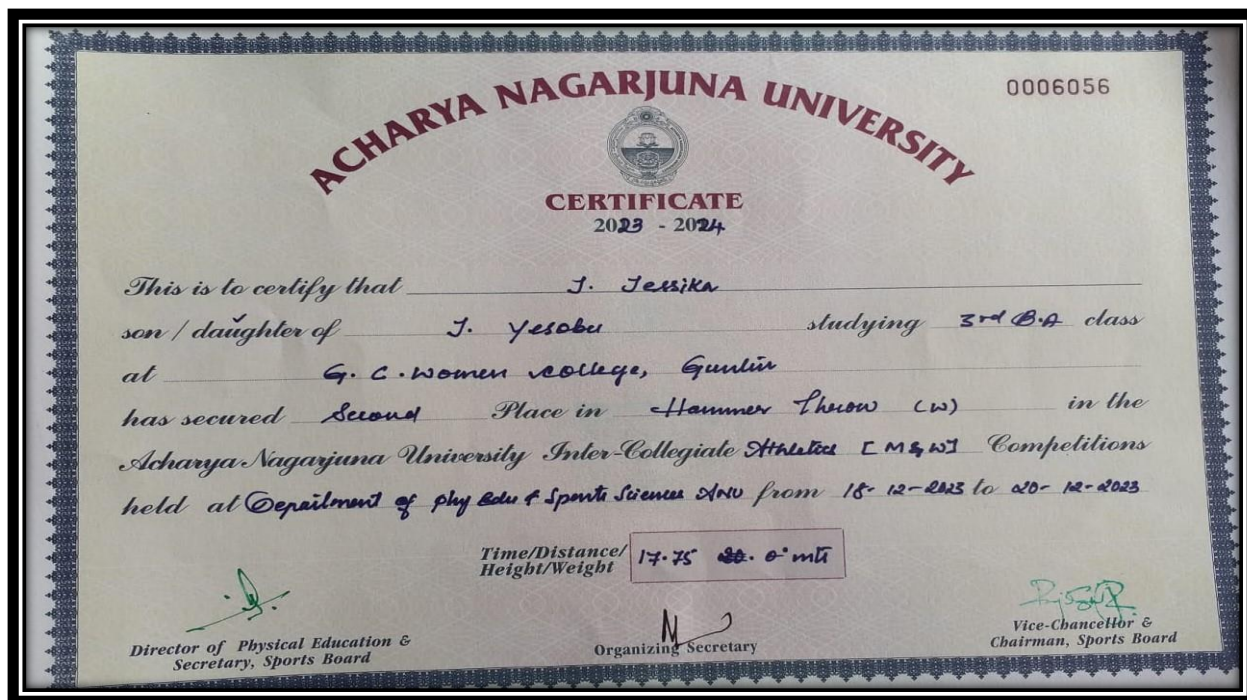 0006056
ACHARYA NAGARJUNA UNIVERSITY
CERTIFICATE
2023 - 2024
This is to certify that J. Jessika
son / daughter of J. Yesobu studying 3rd B.A class
at G. C. women college, Guntur
has secured Second Place in Hammer Throw (W) in the
Acharya Nagarjuna University Inter-Collegiate Athletics [M&W] Competitions
held at Department of phy Edu & Sports Sciences ANU from 18-12-2023 to 20-12-2023
Time/Distance/
Height/Weight 17.75 mts
Director of Physical Education &
Secretary, Sports Board
Organizing Secretary
Vice-Chancellor &
Chairman, Sports Board